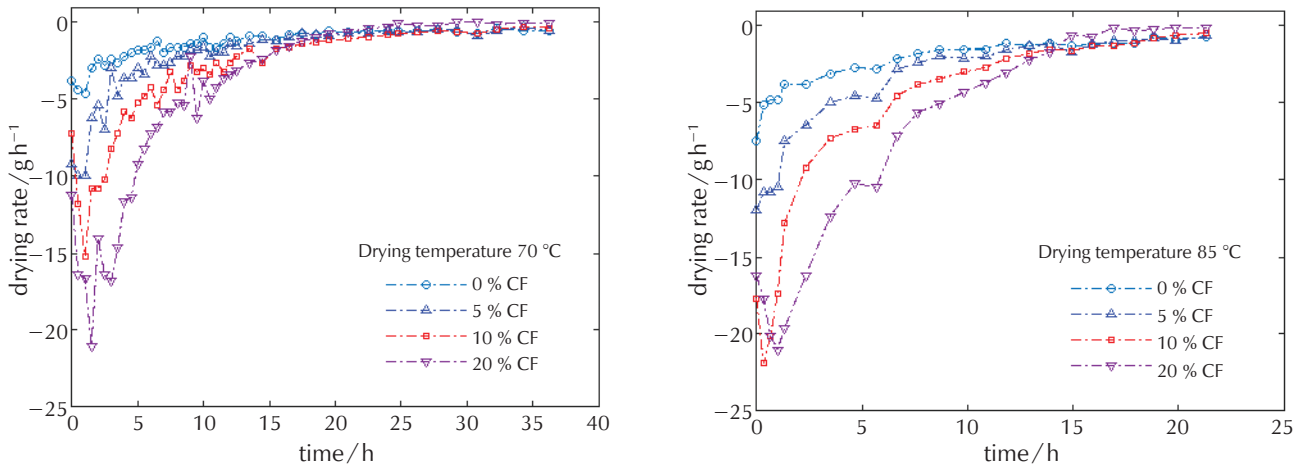 0
−5
−10
−15
−20
−25
drying rate / g h⁻¹
0 5 10 15 20 25 30 35 40
time / h
Drying temperature 70 °C
0 % CF
5 % CF
10 % CF
20 % CF
0
−5
−10
−15
−20
−25
drying rate / g h⁻¹
0 5 10 15 20 25
time / h
Drying temperature 85 °C
0 % CF
5 % CF
10 % CF
20 % CF